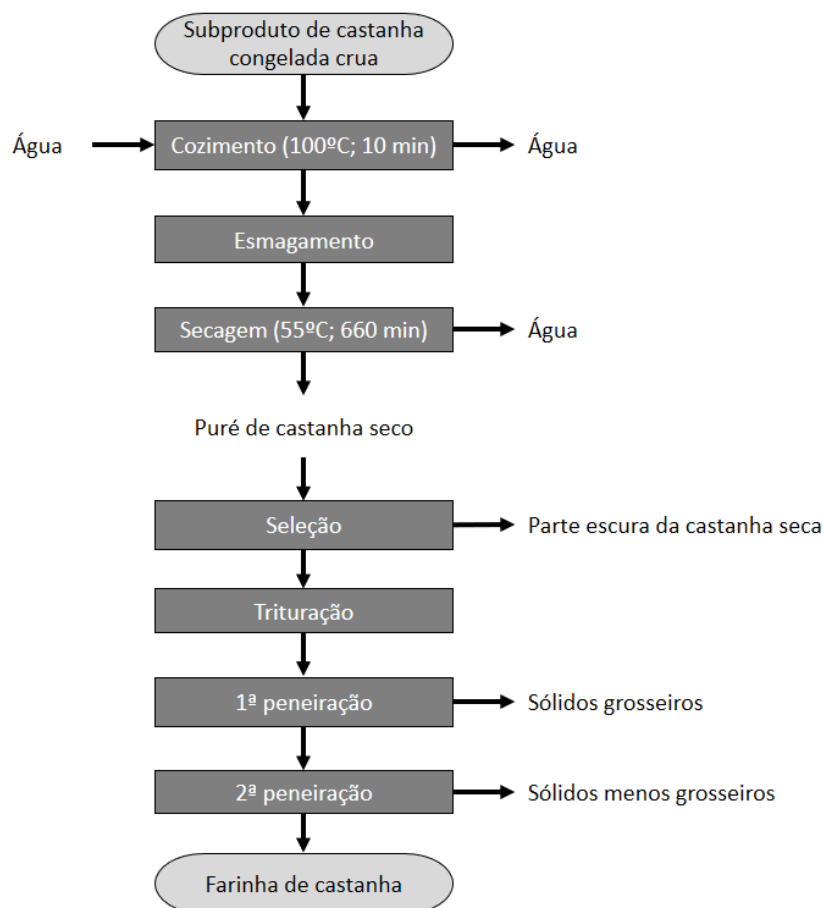 Subproduto de castanha
congelada crua
Água
Cozimento (100ºC; 10 min)
Água
Esmagamento
Secagem (55ºC; 660 min)
Água
Puré de castanha seco
Seleção
Parte escura da castanha seca
Trituração
1ª peneiração
Sólidos grosseiros
2ª peneiração
Sólidos menos grosseiros
Farinha de castanha